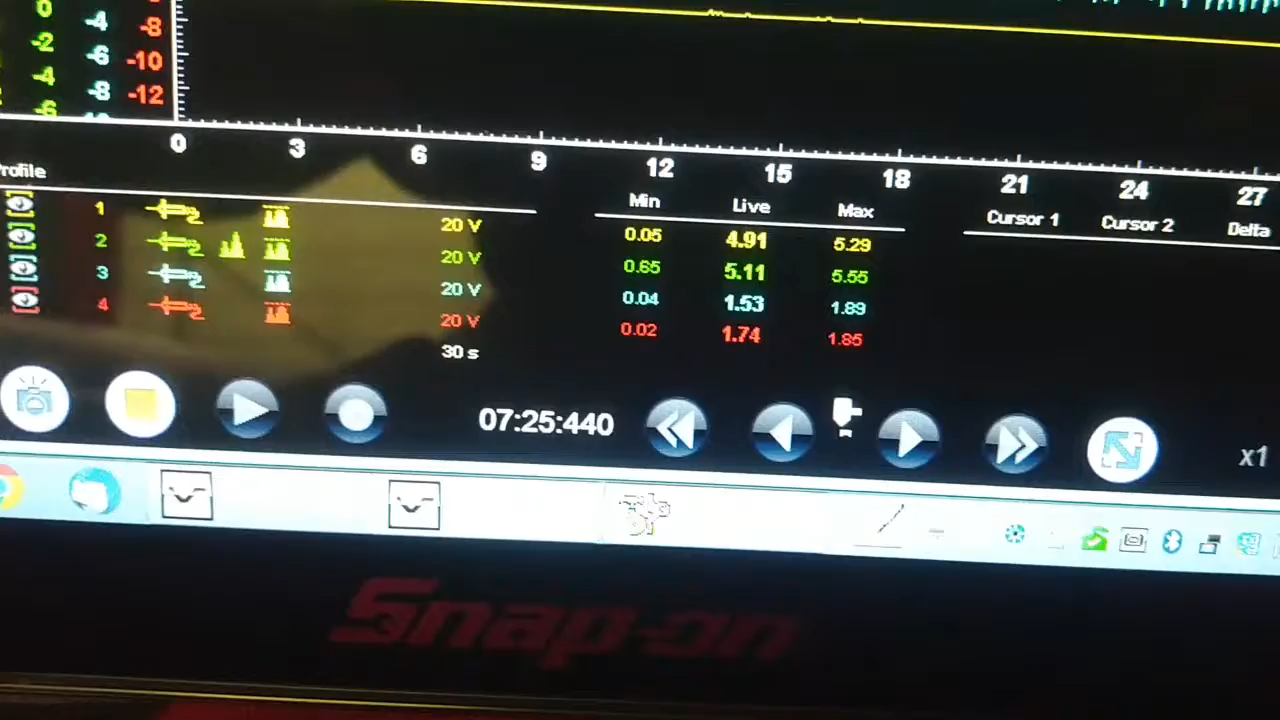 0 -4 -8
-2 -6 -10
-4 -8 -12
-6
0 3 6 9 12 15 18 21 24 27
Profile Min Live Max Cursor 1 Cursor 2 Delta
1 20 V 0.05 4.91 5.29
2 20 V 0.65 5.11 5.55
3 20 V 0.04 1.53 1.89
4 20 V 0.02 1.74 1.85
30 s
07:25:440 x1
Snap-on